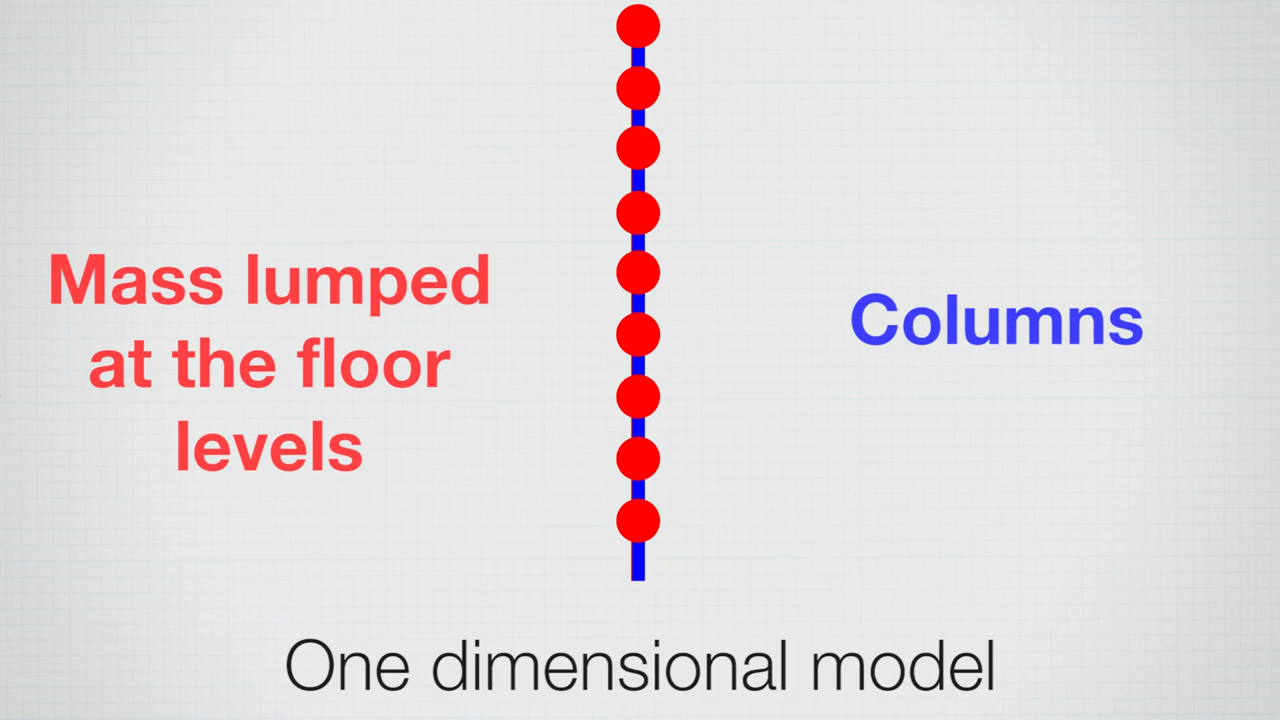 Mass lumped
at the floor
levels
Columns
One dimensional model